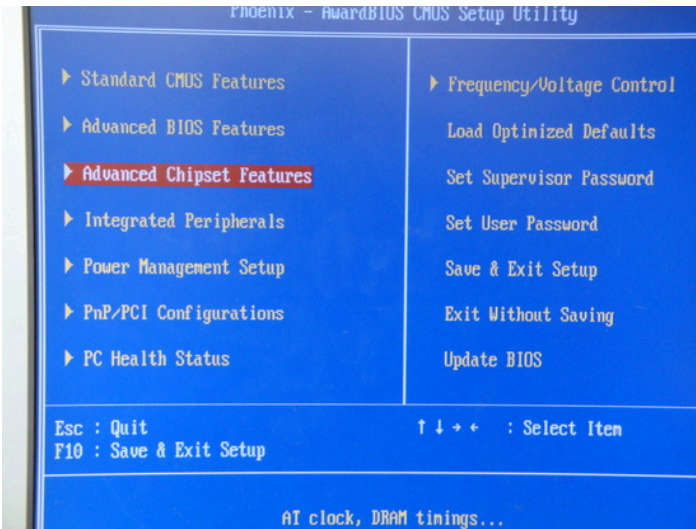 Phoenix - AwardBIOS CMOS Setup Utility
Standard CMOS Features
Advanced BIOS Features
Advanced Chipset Features
Integrated Peripherals
Power Management Setup
PnP/PCI Configurations
PC Health Status
Frequency/Voltage Control
Load Optimized Defaults
Set Supervisor Password
Set User Password
Save & Exit Setup
Exit Without Saving
Update BIOS
Esc : Quit
F10 : Save & Exit Setup
↑ ↓ → ← : Select Item
AT clock, DRAM timings...